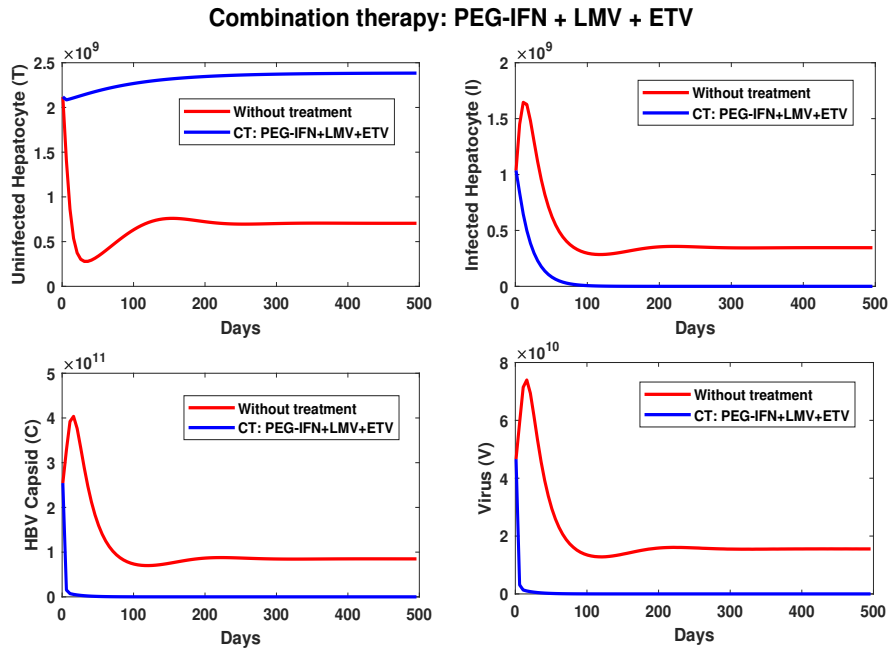 Combination therapy: PEG-IFN + LMV + ETV
×10^9
Uninfected Hepatocyte (T)
2.5
2
1.5
1
0.5
0
0 100 200 300 400 500
Days
Without treatment
CT: PEG-IFN+LMV+ETV
×10^9
Infected Hepatocyte (I)
2
1.5
1
0.5
0
0 100 200 300 400 500
Days
Without treatment
CT: PEG-IFN+LMV+ETV
×10^11
HBV Capsid (C)
5
4
3
2
1
0
0 100 200 300 400 500
Days
Without treatment
CT: PEG-IFN+LMV+ETV
×10^10
Virus (V)
8
6
4
2
0
0 100 200 300 400 500
Days
Without treatment
CT: PEG-IFN+LMV+ETV